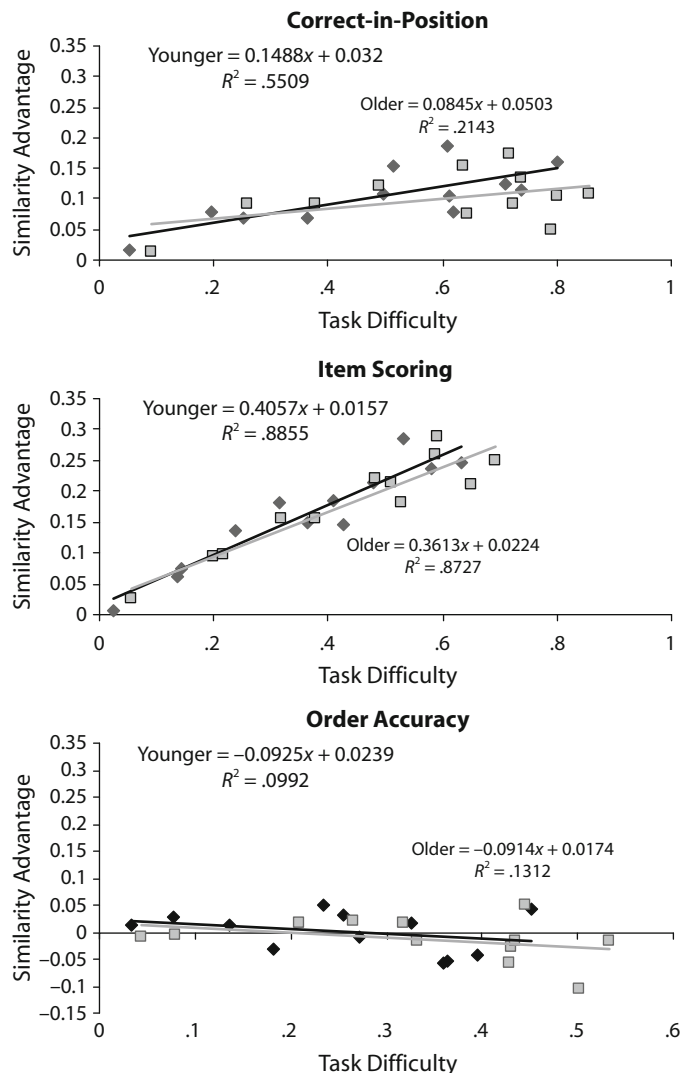 Correct-in-Position
Similarity Advantage
0.35
0.3
0.25
0.2
0.15
0.1
0.05
0
Younger = 0.1488x + 0.032
R² = .5509
Older = 0.0845x + 0.0503
R² = .2143
0 .2 .4 .6 .8 1
Task Difficulty
Item Scoring
Similarity Advantage
0.35
0.3
0.25
0.2
0.15
0.1
0.05
0
Younger = 0.4057x + 0.0157
R² = .8855
Older = 0.3613x + 0.0224
R² = .8727
0 .2 .4 .6 .8 1
Task Difficulty
Order Accuracy
Similarity Advantage
0.35
0.3
0.25
0.2
0.15
0.1
0.05
0
−0.05
−0.1
−0.15
Younger = –0.0925x + 0.0239
R² = .0992
Older = –0.0914x + 0.0174
R² = .1312
0 .1 .2 .3 .4 .5 .6
Task Difficulty